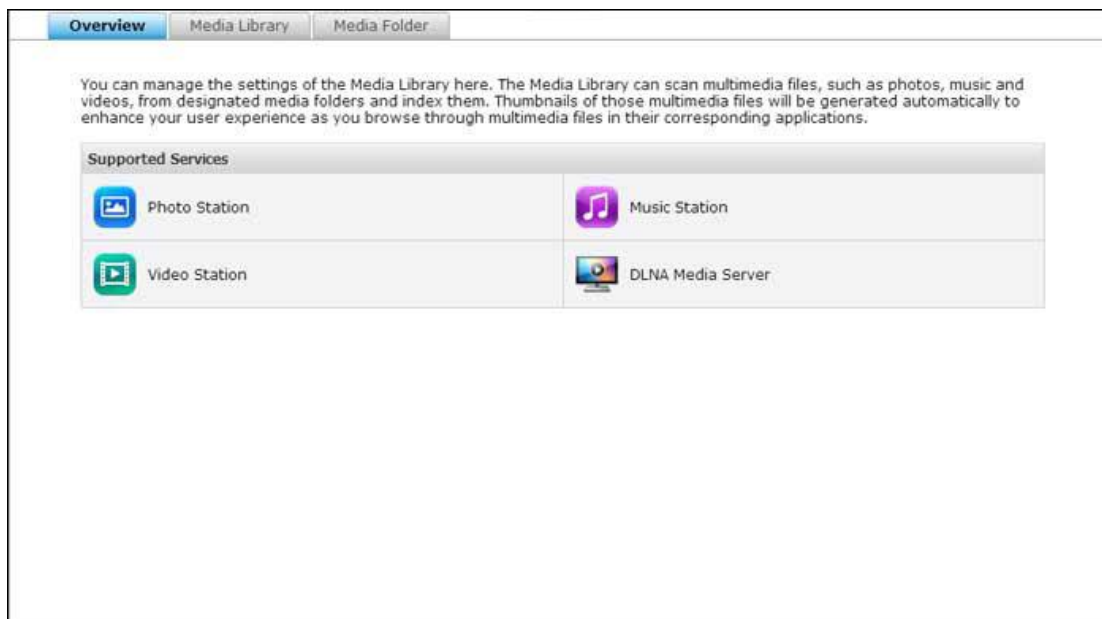 Overview Media Library Media Folder
You can manage the settings of the Media Library here. The Media Library can scan multimedia files, such as photos, music and
videos, from designated media folders and index them. Thumbnails of those multimedia files will be generated automatically to
enhance your user experience as you browse through multimedia files in their corresponding applications.
Supported Services
Photo Station Music Station
Video Station DLNA Media Server